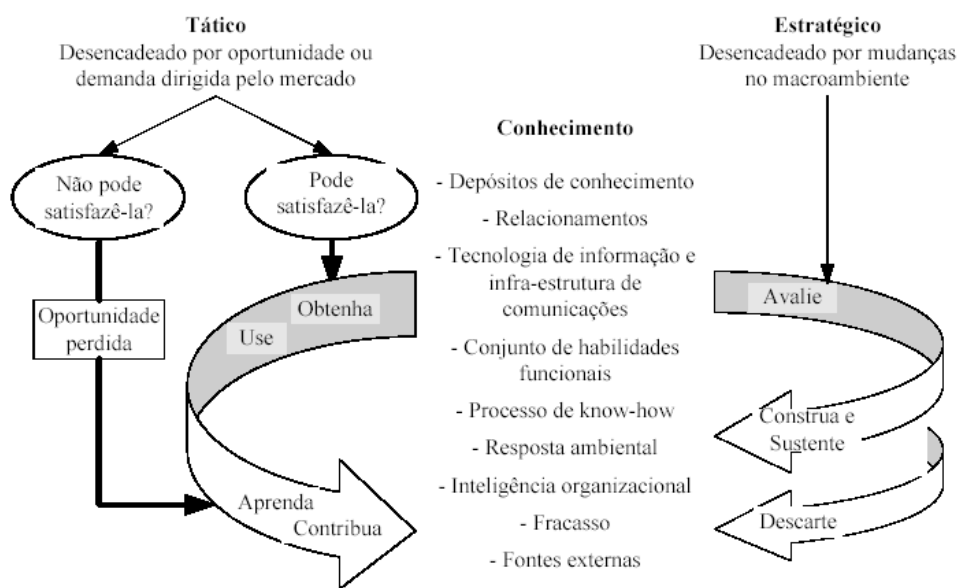 Tático
Desencadeado por oportunidade ou
demanda dirigida pelo mercado
Não pode
satisfazê-la?
Pode
satisfazê-la?
Oportunidade
perdida
Obtenha
Use
Aprenda
Contribua
Conhecimento
- Depósitos de conhecimento
- Relacionamentos
- Tecnologia de informação e
infra-estrutura de
comunicações
- Conjunto de habilidades
funcionais
- Processo de know-how
- Resposta ambiental
- Inteligência organizacional
- Fracasso
- Fontes externas
Estratégico
Desencadeado por mudanças
no macroambiente
Avalie
Construa e
Sustente
Descarte